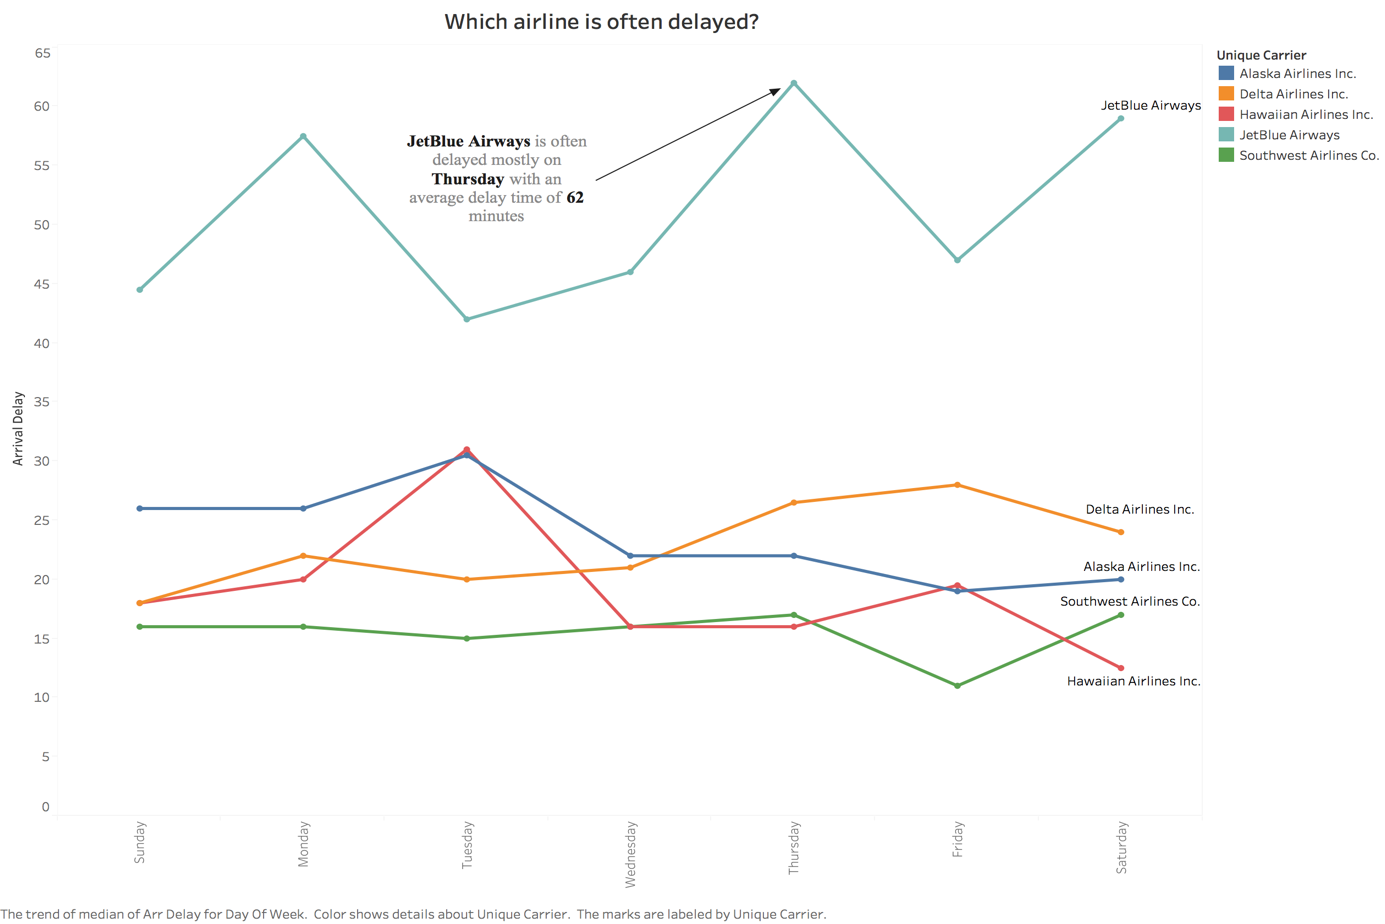 Which airline is often delayed?
65
60
55
50
45
40
35
30
25
20
15
10
5
0
Arrival Delay
JetBlue Airways is often
delayed mostly on
Thursday with an
average delay time of 62
minutes
JetBlue Airways
Delta Airlines Inc.
Alaska Airlines Inc.
Southwest Airlines Co.
Hawaiian Airlines Inc.
Unique Carrier
Alaska Airlines Inc.
Delta Airlines Inc.
Hawaiian Airlines Inc.
JetBlue Airways
Southwest Airlines Co.
Sunday
Monday
Tuesday
Wednesday
Thursday
Friday
Saturday
The trend of median of Arr Delay for Day Of Week.  Color shows details about Unique Carrier.  The marks are labeled by Unique Carrier.